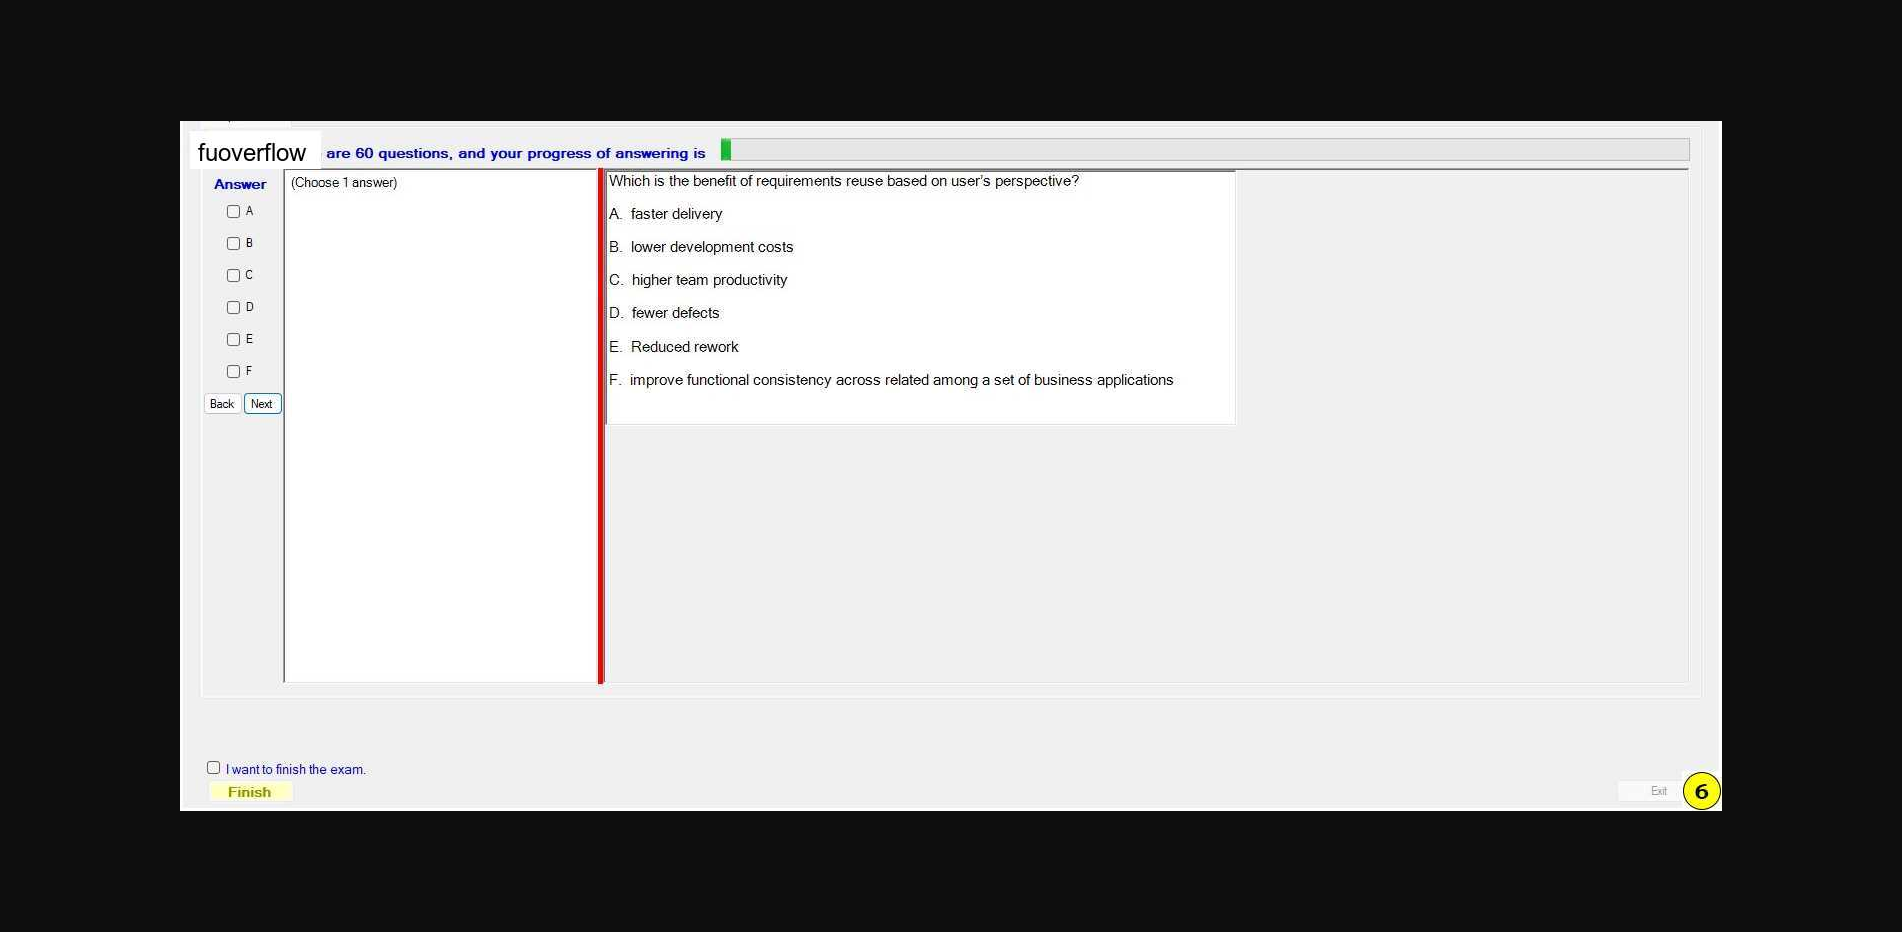 fuoverflow are 60 questions, and your progress of answering is
Answer
(Choose 1 answer)
A
B
C
D
E
F
Back Next
Which is the benefit of requirements reuse based on user's perspective?
A. faster delivery
B. lower development costs
C. higher team productivity
D. fewer defects
E. Reduced rework
F. improve functional consistency across related among a set of business applications
I want to finish the exam.
Finish
Exit
6